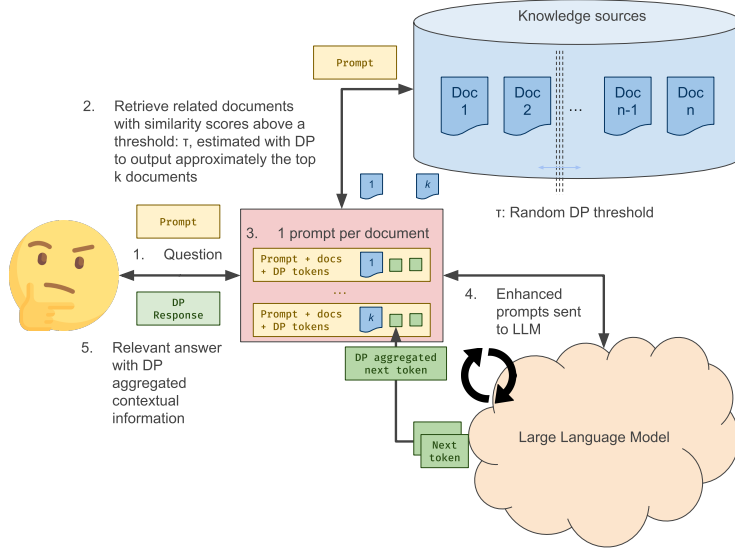 Knowledge sources
Prompt
Doc
1
Doc
2
...
Doc
n-1
Doc
n
2. Retrieve related documents
with similarity scores above a
threshold: τ, estimated with DP
to output approximately the top
k documents
1
k
τ: Random DP threshold
Prompt
1. Question
DP
Response
3. 1 prompt per document
Prompt + docs
+ DP tokens
1
...
Prompt + docs
+ DP tokens
k
4. Enhanced
prompts sent
to LLM
5. Relevant answer
with DP
aggregated
contextual
information
DP aggregated
next token
Next
token
Large Language Model